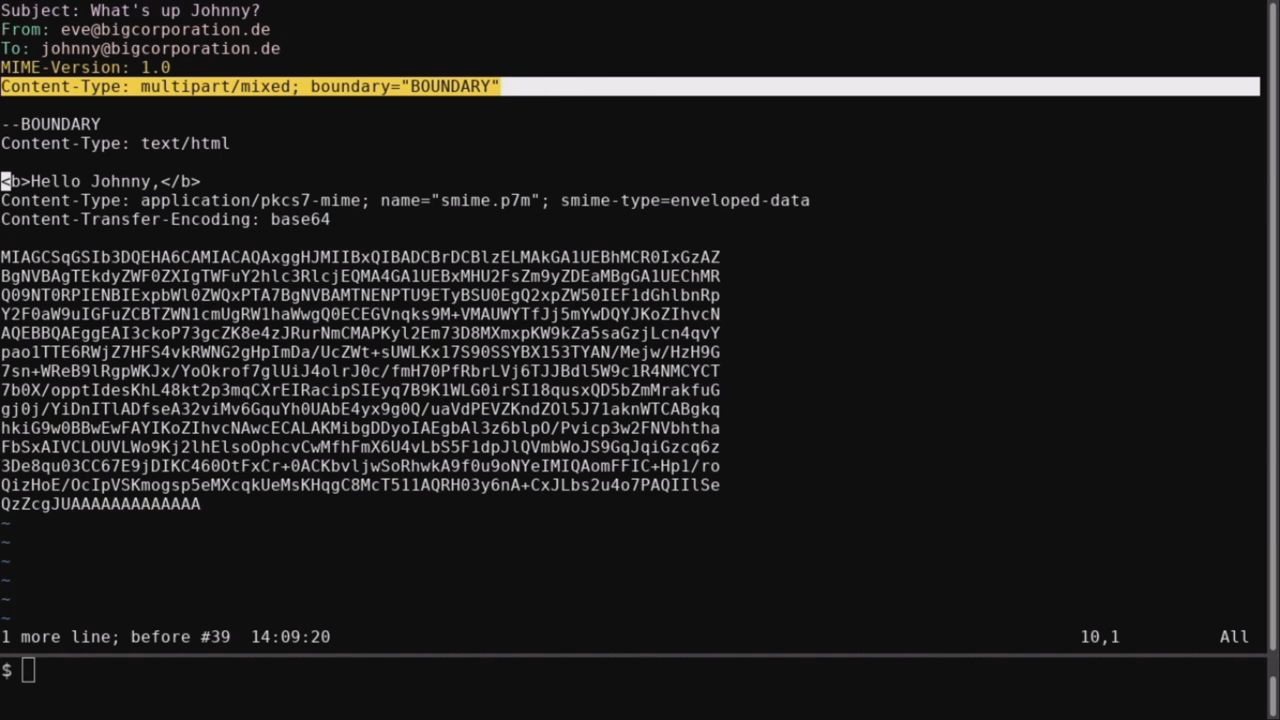 Subject: What's up Johnny?
From: eve@bigcorporation.de
To: johnny@bigcorporation.de
MIME-Version: 1.0
Content-Type: multipart/mixed; boundary="BOUNDARY"
--BOUNDARY
Content-Type: text/html
<b>Hello Johnny,</b>
Content-Type: application/pkcs7-mime; name="smime.p7m"; smime-type=enveloped-data
Content-Transfer-Encoding: base64
MIAGCSqGSIb3DQEHA6CAMIACAQAxggHJMIIBxQIBADCBrDCBlzELMAkGA1UEBhMCR0IxGzAZ
BgNVBAgTEkdyZWF0ZXIgTWFuY2hlc3RlcjEQMA4GA1UEBxMHU2FsZm9yZDEaMBgGA1UEChMR
Q09NT0RPIENBIExpbWl0ZWQxPTA7BgNVBAMTNENPTU9ETyBSU0EgQ2xpZW50IEF1dGhlbnRp
Y2F0aW9uIGFuZCBTZWN1cmUgRW1haWwgQ0ECEGVnqks9M+VMAUWYTfJj5mYwDQYJKoZIhvcN
AQEBBQAEggEAI3ckoP73gcZK8e4zJRurNmCMAPKyl2Em73D8MXmxpKW9kZa5saGzjLcn4qvY
pao1TTE6RWjZ7HFS4vkRWNG2gHpImDa/UcZWt+sUWLKx17S90SSYBX153TYAN/Mejw/HzH9G
7sn+WReB9lRgpWKJx/YoOkrof7glUiJ4olrJ0c/fmH70PfRbrLVj6TJJBdl5W9c1R4NMCYCT
7b0X/opptIdesKhL48kt2p3mqCXrEIRacipSIEyq7B9K1WLG0irSI18qusxQD5bZmMrakfuG
gj0j/YiDnITlADfseA32viMv6GquYh0UAbE4yx9g0Q/uaVdPEVZKndZOl5J71aknWTCABgkq
hkiG9w0BBwEwFAYIKoZIhvcNAwcECALAKMibgDDyoIAEgbAl3z6blpO/Pvicp3w2FNVbhtha
FbSxAIVCLOUVLWo9Kj2lhElsoOphcvCwMfhFmX6U4vLbS5F1dpJlQVmbWoJS9GqJqiGzcq6z
3De8qu03CC67E9jDIKC460OtFxCr+0ACKbvljwSoRhwkA9f0u9oNYeIMIQAomFFIC+Hp1/ro
QizHoE/OcIpVSKmogsp5eMXcqkUeMsKHqgC8McT511AQRH03y6nA+CxJLbs2u4o7PAQIIlSe
QzZcgJUAAAAAAAAAAAAA
~
~
~
~
~
~
1 more line; before #39  14:09:20    10,1    All
$